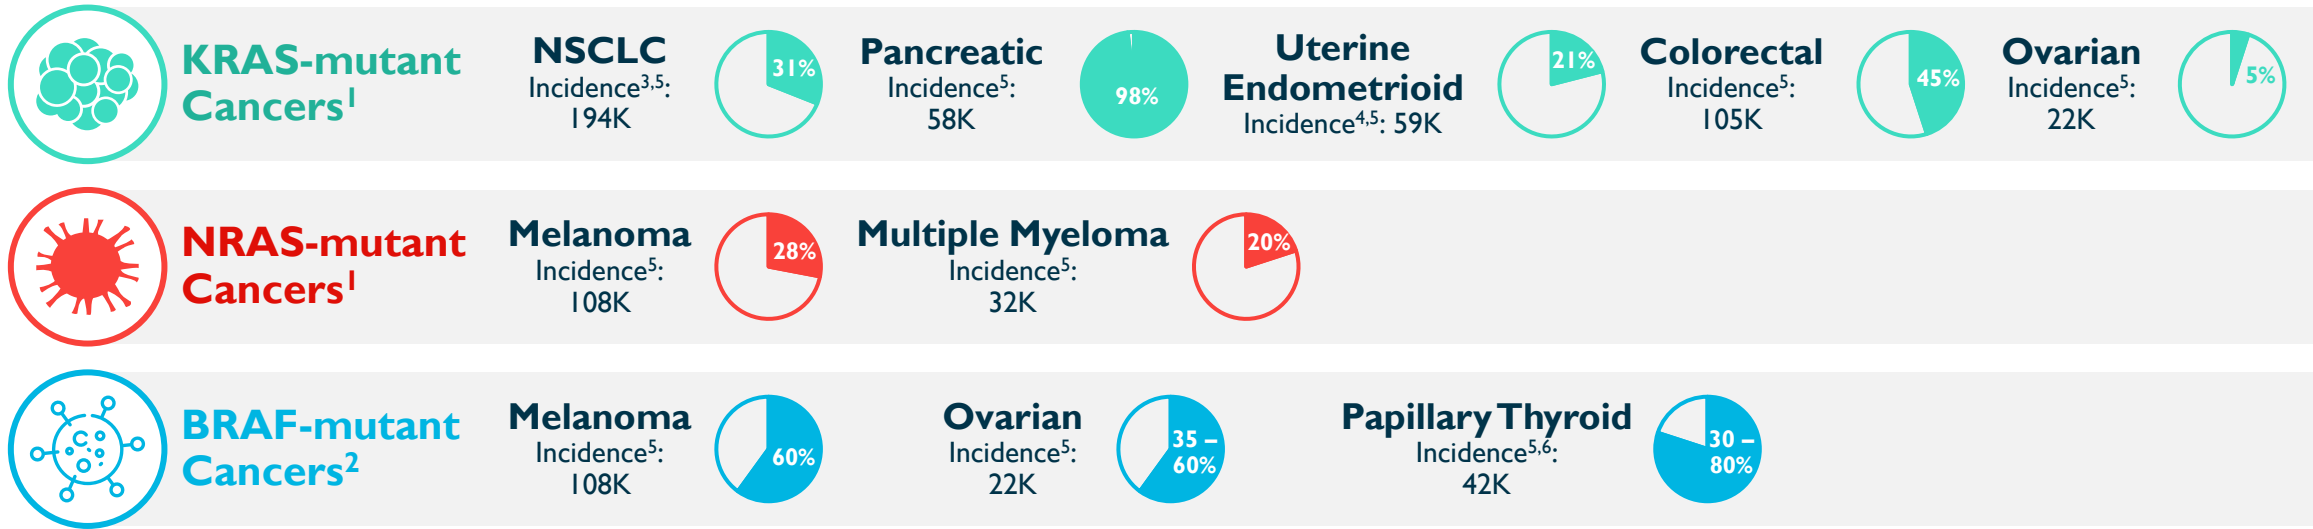 KRAS-mutant
Cancers¹
NSCLC
Incidence³,⁵:
194K
31%
Pancreatic
Incidence⁵:
58K
98%
Uterine
Endometrioid
Incidence⁴,⁵: 59K
21%
Colorectal
Incidence⁵:
105K
45%
Ovarian
Incidence⁵:
22K
5%
NRAS-mutant
Cancers¹
Melanoma
Incidence⁵:
108K
28%
Multiple Myeloma
Incidence⁵:
32K
20%
BRAF-mutant
Cancers²
Melanoma
Incidence⁵:
108K
60%
Ovarian
Incidence⁵:
22K
35 –
60%
Papillary Thyroid
Incidence⁵,⁶:
42K
30 –
80%